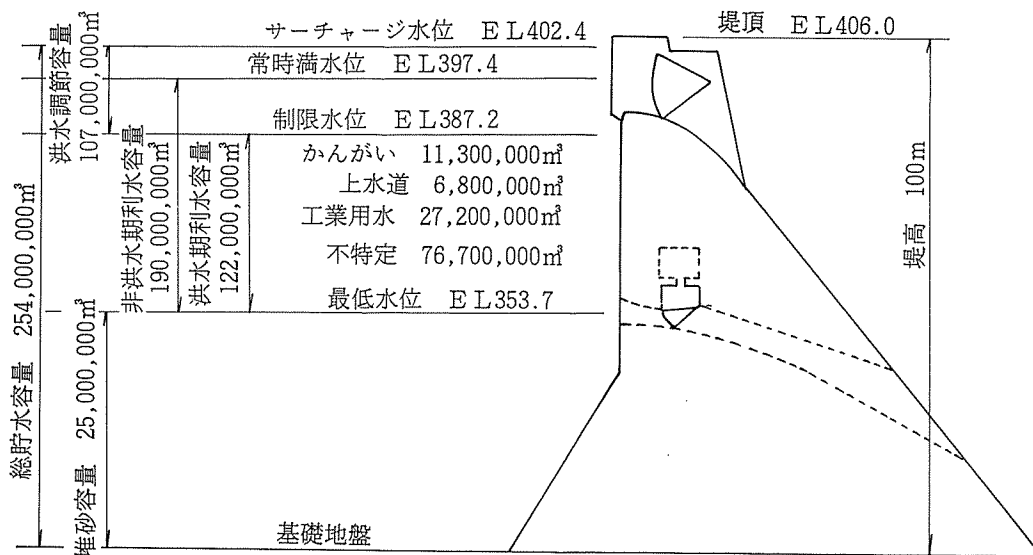 サーチャージ水位 EL402.4
堤頂 EL406.0
常時満水位 EL397.4
制限水位 EL387.2
かんがい 11,300,000㎥
上水道 6,800,000㎥
工業用水 27,200,000㎥
不特定 76,700,000㎥
最低水位 EL353.7
基礎地盤
総貯水容量 254,000,000㎥
洪水調節容量
107,000,000㎥
堆砂容量 25,000,000㎥
非洪水期利水容量
190,000,000㎥
洪水期利水容量
122,000,000㎥
堤高 100m